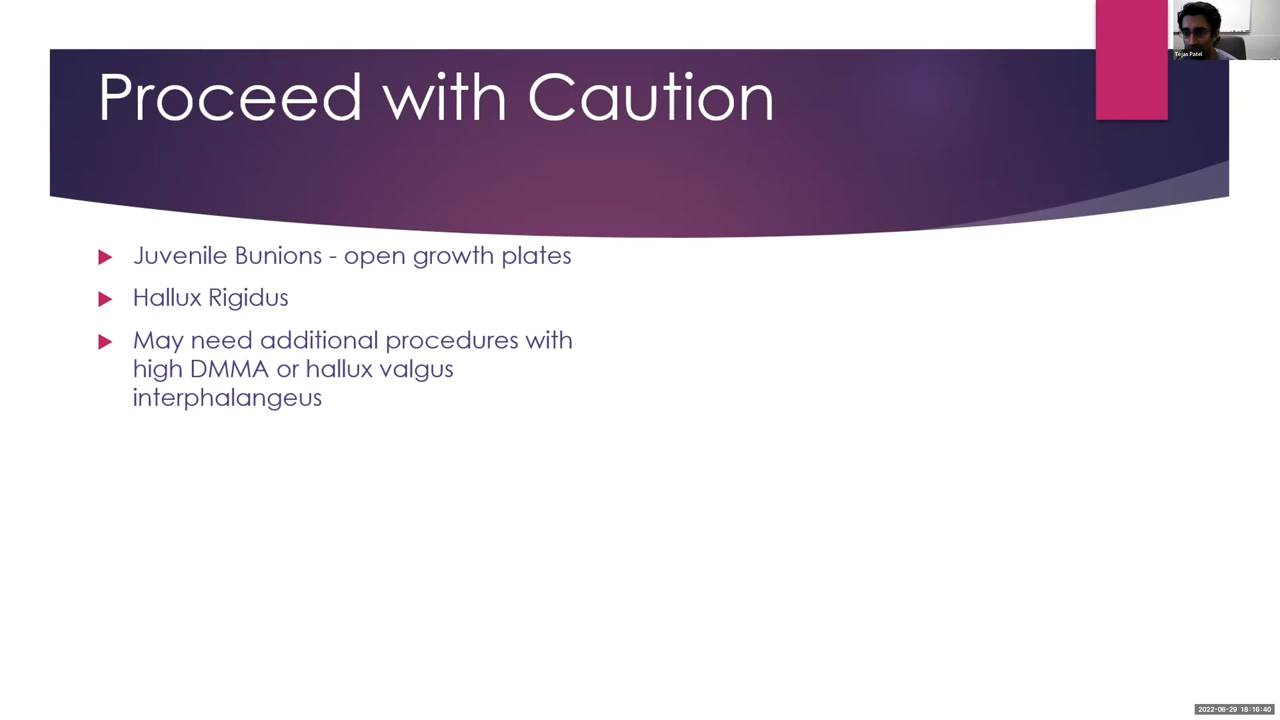 Proceed with Caution
Tejas Patel
Juvenile Bunions - open growth plates
Hallux Rigidus
May need additional procedures with
high DMMA or hallux valgus
interphalangeus
2022-06-29 18:16:40